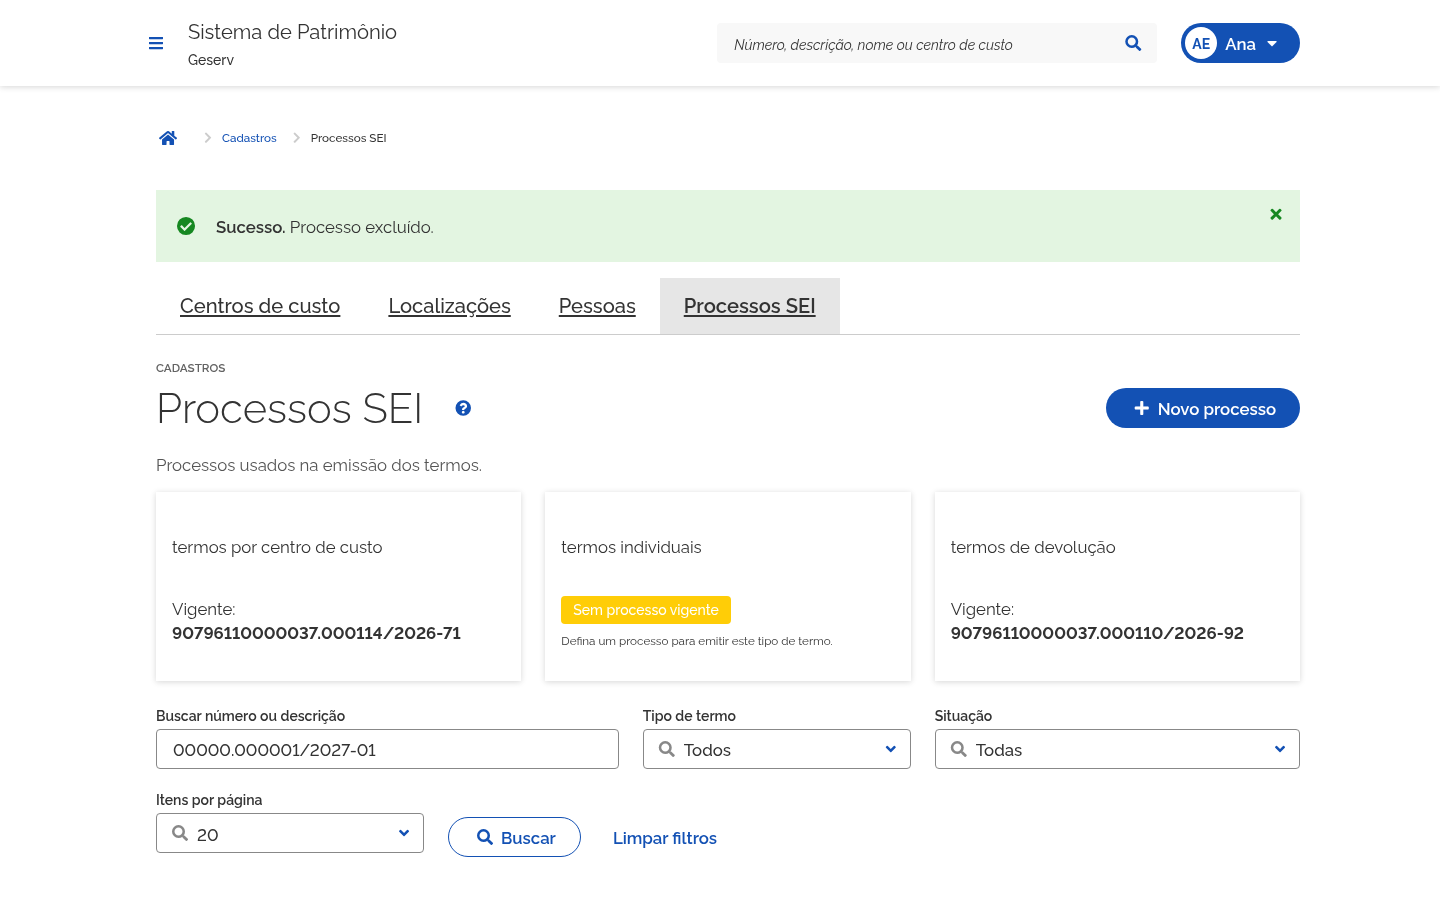 Sistema de Patrimônio
Geserv
Número, descrição, nome ou centro de custo
AE Ana
Cadastros Processos SEI
Sucesso. Processo excluído.
Centros de custo Localizações Pessoas Processos SEI
CADASTROS
Processos SEI
Novo processo
Processos usados na emissão dos termos.
termos por centro de custo
Vigente:
90796110000037.000114/2026-71
termos individuais
Sem processo vigente
Defina um processo para emitir este tipo de termo.
termos de devolução
Vigente:
90796110000037.000110/2026-92
Buscar número ou descrição
00000.000001/2027-01
Tipo de termo
Todos
Situação
Todas
Itens por página
20
Buscar
Limpar filtros